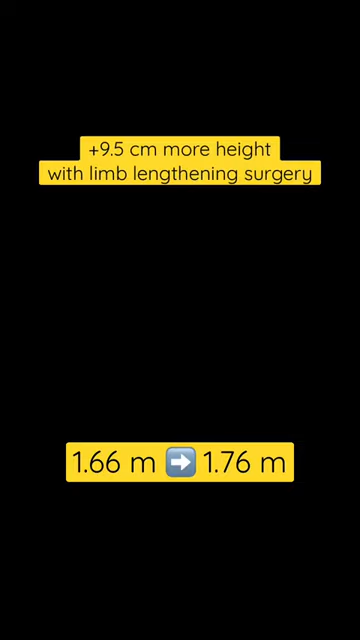 +9.5 cm more height
with limb lengthening surgery
1.66 m ➡️ 1.76 m